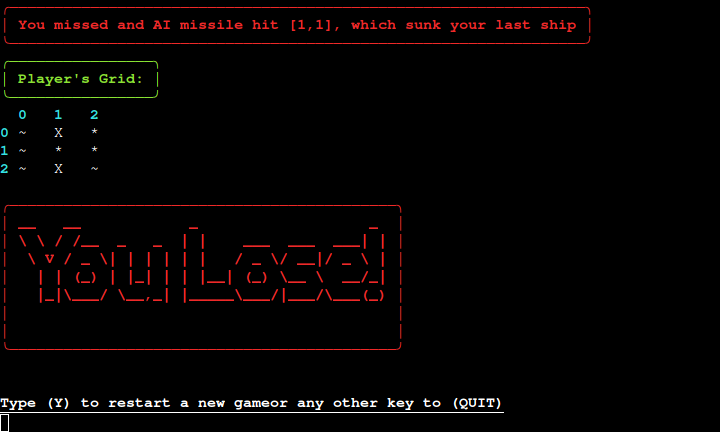 You missed and AI missile hit [1,1], which sunk your last ship
Player's Grid:
0 1 2
0 ~ X *
1 ~ * *
2 ~ X ~
You Lose!
Type (Y) to restart a new gameor any other key to (QUIT)